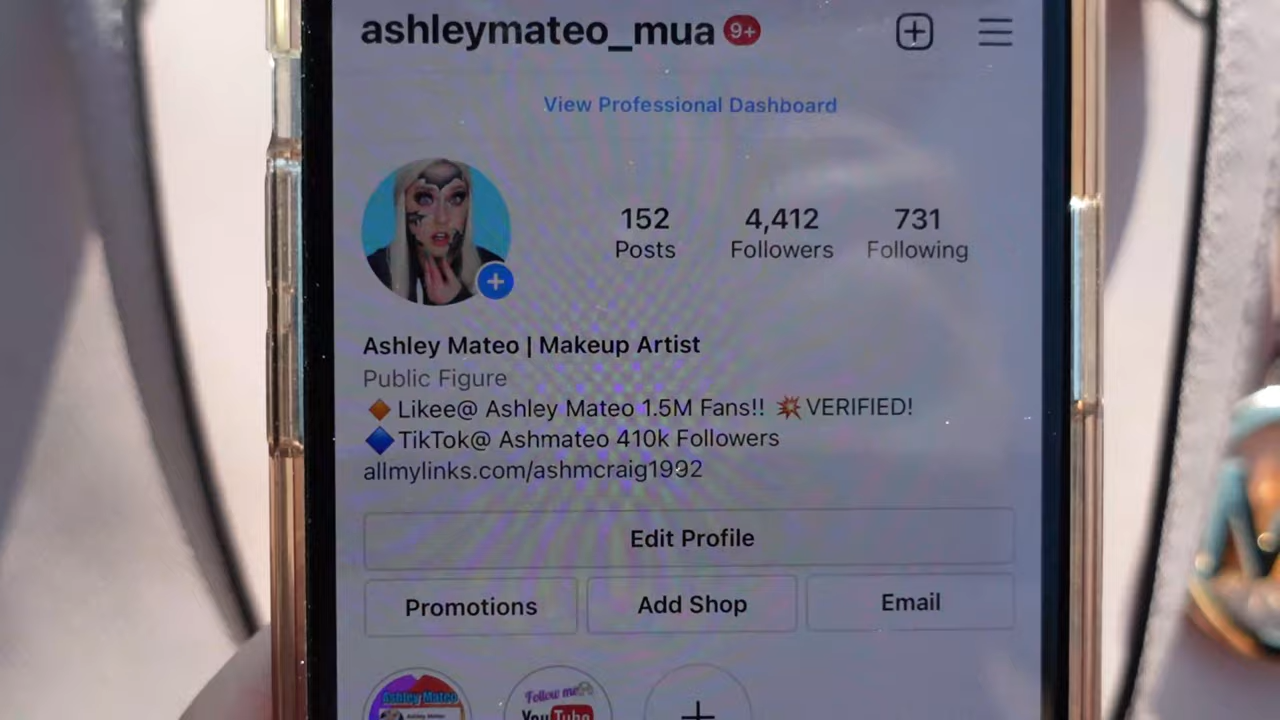 ashleymateo_mua 9+
View Professional Dashboard
152 4,412 731
Posts Followers Following
Ashley Mateo | Makeup Artist
Public Figure
🔶 Likee@ Ashley Mateo 1.5M Fans!! 💥VERIFIED!
🔷 TikTok@ Ashmateo 410k Followers
allmylinks.com/ashmcraig1992
Edit Profile
Promotions Add Shop Email
Ashley Mateo
Ashley Mateo
Follow me
YouTube